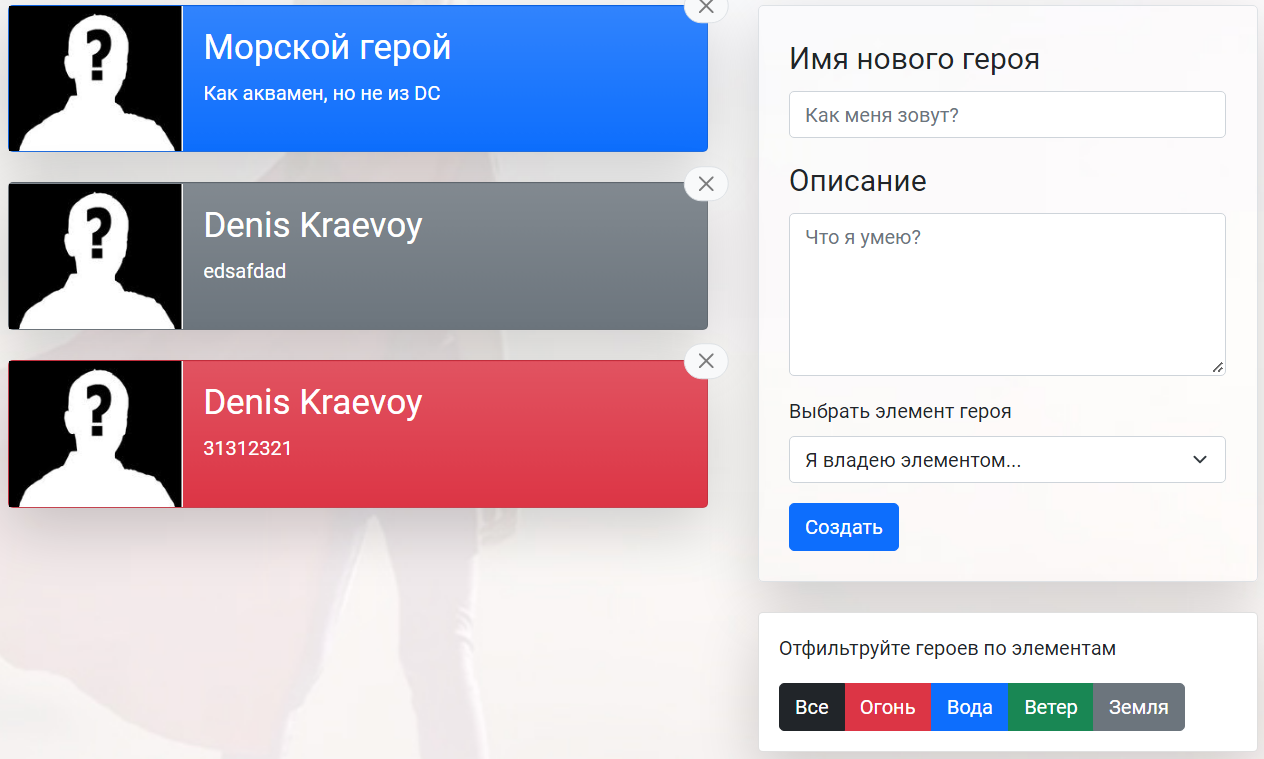 Морской герой
Как аквамен, но не из DC
Denis Kraevoy
edsafdad
Denis Kraevoy
31312321
Имя нового героя
Как меня зовут?
Описание
Что я умею?
Выбрать элемент героя
Я владею элементом...
Создать
Отфильтруйте героев по элементам
Все Огонь Вода Ветер Земля